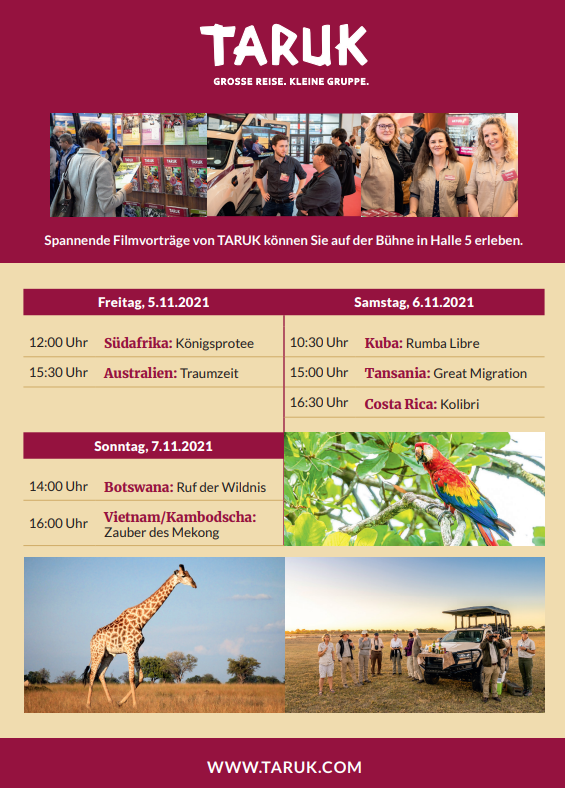 TARUK
GROSSE REISE. KLEINE GRUPPE.
Spannende Filmvorträge von TARUK können Sie auf der Bühne in Halle 5 erleben.
Freitag, 5.11.2021
12:00 Uhr Südafrika: Königsprotee
15:30 Uhr Australien: Traumzeit
Samstag, 6.11.2021
10:30 Uhr Kuba: Rumba Libre
15:00 Uhr Tansania: Great Migration
16:30 Uhr Costa Rica: Kolibri
Sonntag, 7.11.2021
14:00 Uhr Botswana: Ruf der Wildnis
16:00 Uhr Vietnam/Kambodscha:
Zauber des Mekong
WWW.TARUK.COM